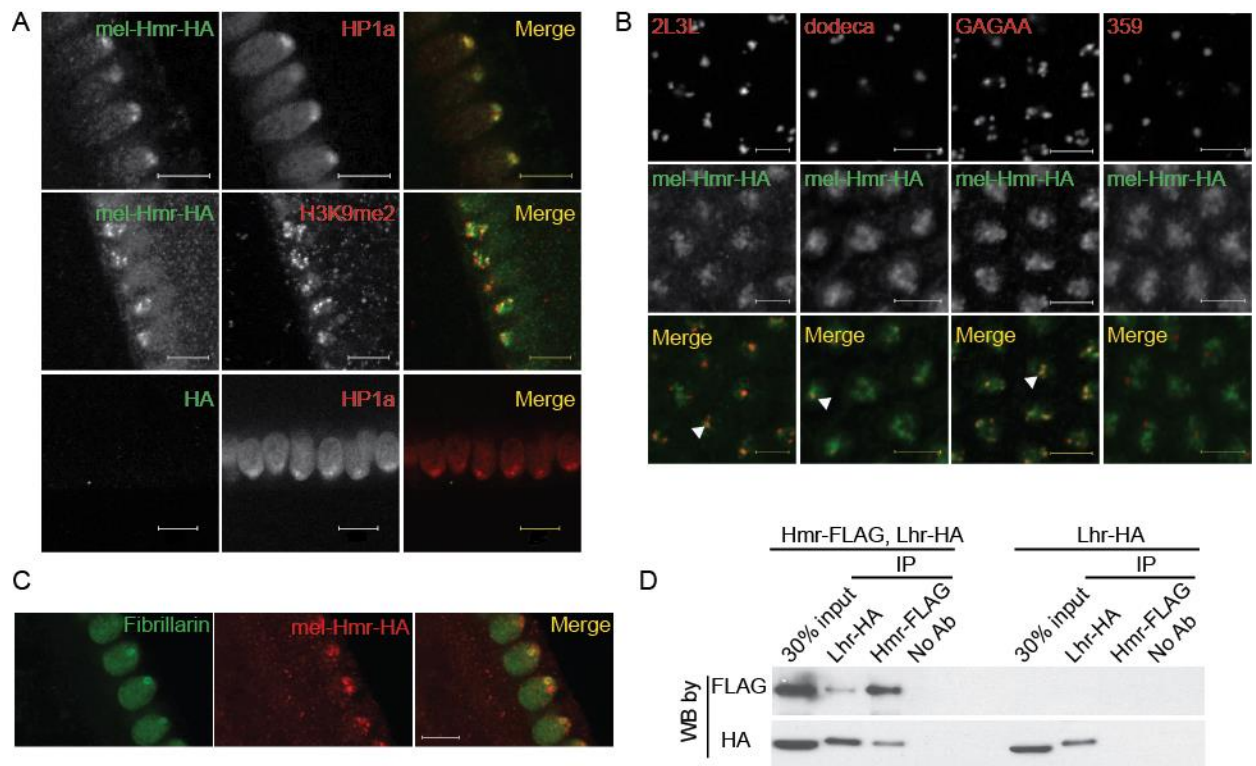 A
mel-Hmr-HA HP1a Merge
mel-Hmr-HA H3K9me2 Merge
HA HP1a Merge
B
2L3L dodeca GAGAA 359
mel-Hmr-HA mel-Hmr-HA mel-Hmr-HA mel-Hmr-HA
Merge Merge Merge Merge
C
Fibrillarin mel-Hmr-HA Merge
D
Hmr-FLAG, Lhr-HA Lhr-HA
IP IP
30% input Lhr-HA Hmr-FLAG No Ab 30% input Lhr-HA Hmr-FLAG No Ab
WB by
FLAG
HA